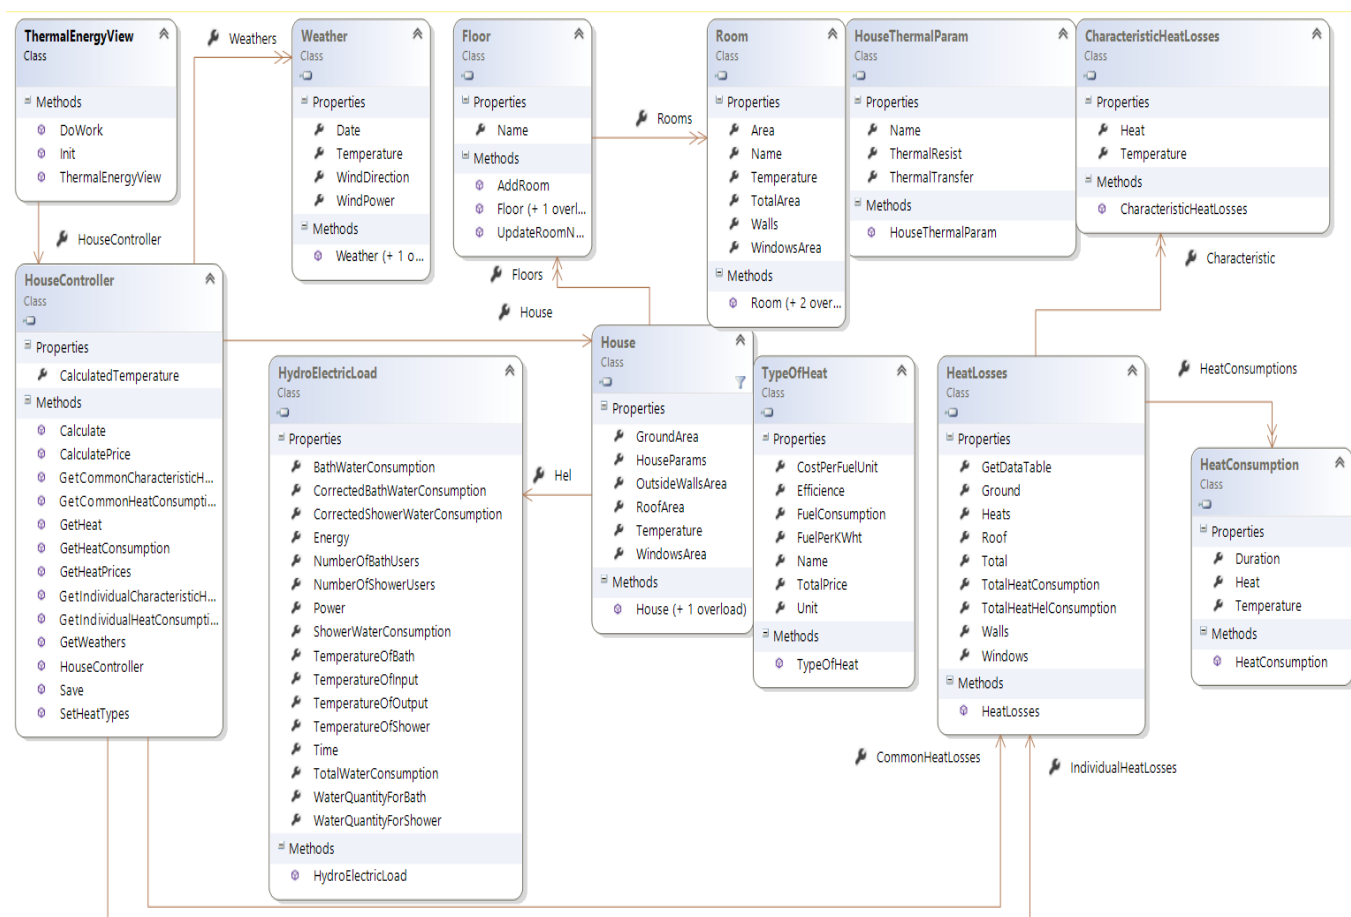 ThermalEnergyView
Class
Methods
DoWork
Init
ThermalEnergyView
Weathers
Weather
Class
Properties
Date
Temperature
WindDirection
WindPower
Methods
Weather (+ 1 o...
Floor
Class
Properties
Name
Methods
AddRoom
Floor (+ 1 overl...
UpdateRoomN...
Rooms
Room
Class
Properties
Area
Name
Temperature
TotalArea
Walls
WindowsArea
Methods
Room (+ 2 over...
HouseThermalParam
Class
Properties
Name
ThermalResist
ThermalTransfer
Methods
HouseThermalParam
CharacteristicHeatLosses
Class
Properties
Heat
Temperature
Methods
CharacteristicHeatLosses
HouseController
Floors
House
Characteristic
HouseController
Class
Properties
CalculatedTemperature
Methods
Calculate
CalculatePrice
GetCommonCharacteristicH...
GetCommonHeatConsumpti...
GetHeat
GetHeatConsumption
GetHeatPrices
GetIndividualCharacteristicH...
GetIndividualHeatConsumpti...
GetWeathers
HouseController
Save
SetHeatTypes
HydroElectricLoad
Class
Properties
BathWaterConsumption
CorrectedBathWaterConsumption
CorrectedShowerWaterConsumption
Energy
NumberOfBathUsers
NumberOfShowerUsers
Power
ShowerWaterConsumption
TemperatureOfBath
TemperatureOfInput
TemperatureOfOutput
TemperatureOfShower
Time
TotalWaterConsumption
WaterQuantityForBath
WaterQuantityForShower
Methods
HydroElectricLoad
Hel
House
Class
Properties
GroundArea
HouseParams
OutsideWallsArea
RoofArea
Temperature
WindowsArea
Methods
House (+ 1 overload)
TypeOfHeat
Class
Properties
CostPerFuelUnit
Efficience
FuelConsumption
FuelPerKWht
Name
TotalPrice
Unit
Methods
TypeOfHeat
HeatLosses
Class
Properties
GetDataTable
Ground
Heats
Roof
Total
TotalHeatConsumption
TotalHeatHelConsumption
Walls
Windows
Methods
HeatLosses
HeatConsumptions
HeatConsumption
Class
Properties
Duration
Heat
Temperature
Methods
HeatConsumption
CommonHeatLosses
IndividualHeatLosses